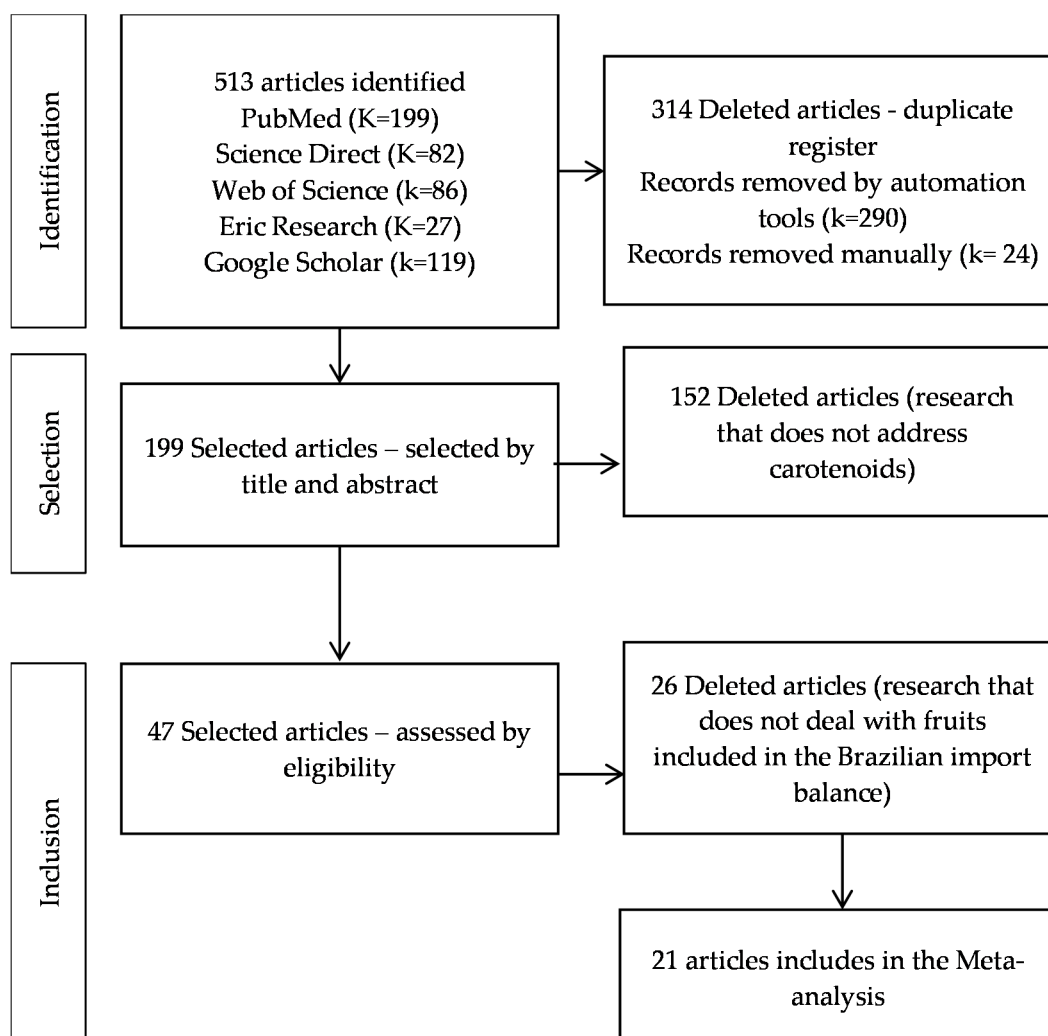 Identification
513 articles identified
PubMed (K=199)
Science Direct (K=82)
Web of Science (k=86)
Eric Research (K=27)
Google Scholar (k=119)
314 Deleted articles - duplicate
register
Records removed by automation
tools (k=290)
Records removed manually (k= 24)
Selection
199 Selected articles – selected by
title and abstract
152 Deleted articles (research
that does not address
carotenoids)
Inclusion
47 Selected articles – assessed by
eligibility
26 Deleted articles (research that
does not deal with fruits
included in the Brazilian import
balance)
21 articles includes in the Meta-
analysis